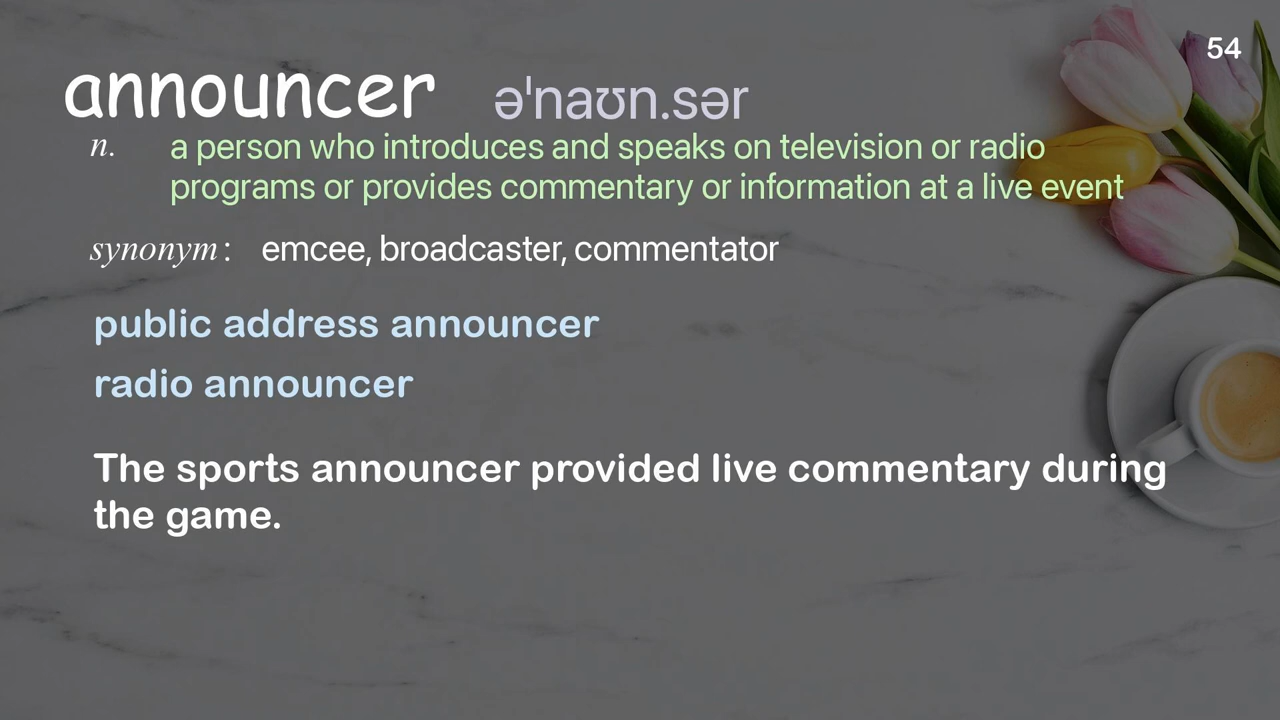 54
announcer əˈnaʊn.sər
n. a person who introduces and speaks on television or radio
programs or provides commentary or information at a live event
synonym: emcee, broadcaster, commentator
public address announcer
radio announcer
The sports announcer provided live commentary during
the game.